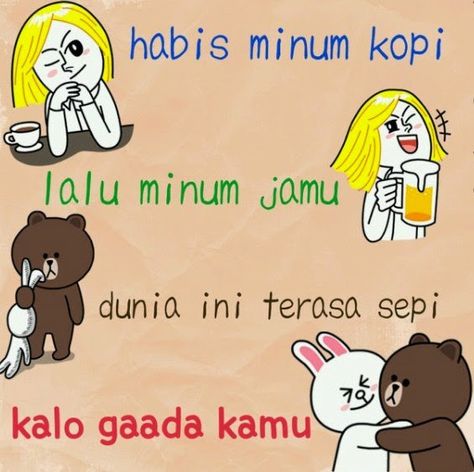 habis minum kopi
lalu minum jamu
dunia ini terasa sepi
kalo gaada kamu